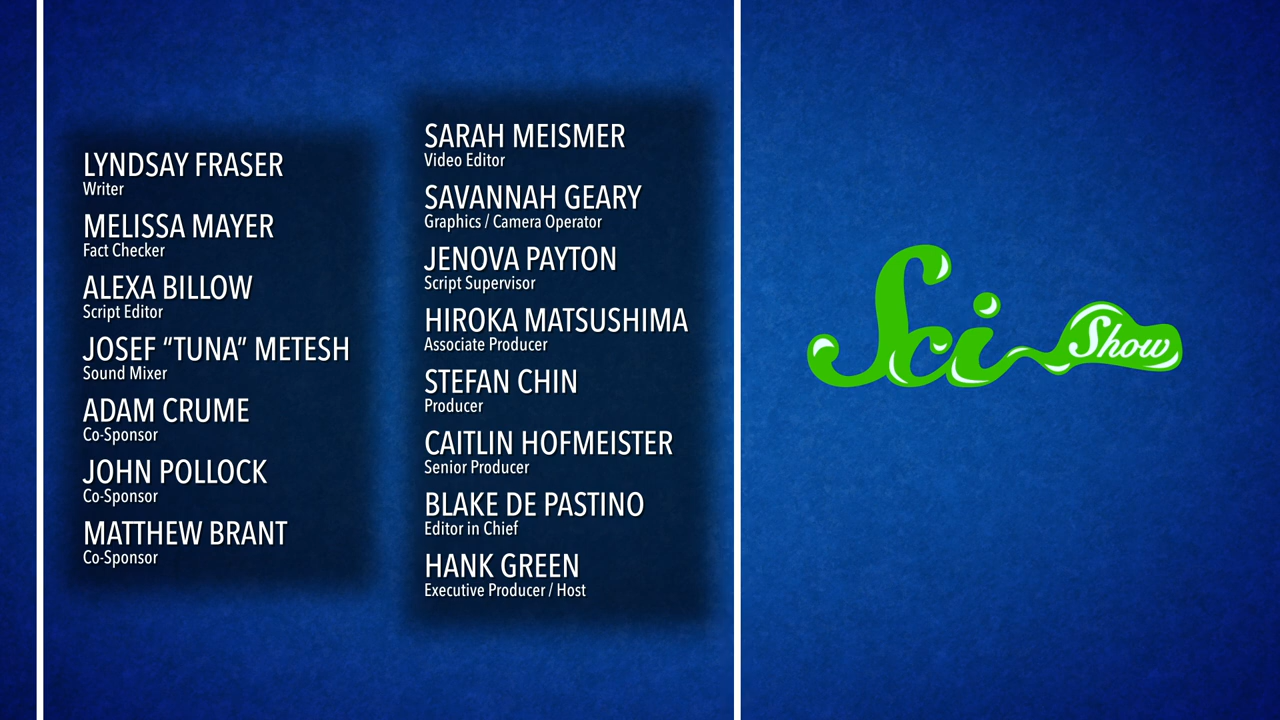 LYNDSAY FRASER
Writer
MELISSA MAYER
Fact Checker
ALEXA BILLOW
Script Editor
JOSEF “TUNA” METESH
Sound Mixer
ADAM CRUME
Co-Sponsor
JOHN POLLOCK
Co-Sponsor
MATTHEW BRANT
Co-Sponsor
SARAH MEISMER
Video Editor
SAVANNAH GEARY
Graphics / Camera Operator
JENOVA PAYTON
Script Supervisor
HIROKA MATSUSHIMA
Associate Producer
STEFAN CHIN
Producer
CAITLIN HOFMEISTER
Senior Producer
BLAKE DE PASTINO
Editor in Chief
HANK GREEN
Executive Producer / Host
Sci Show